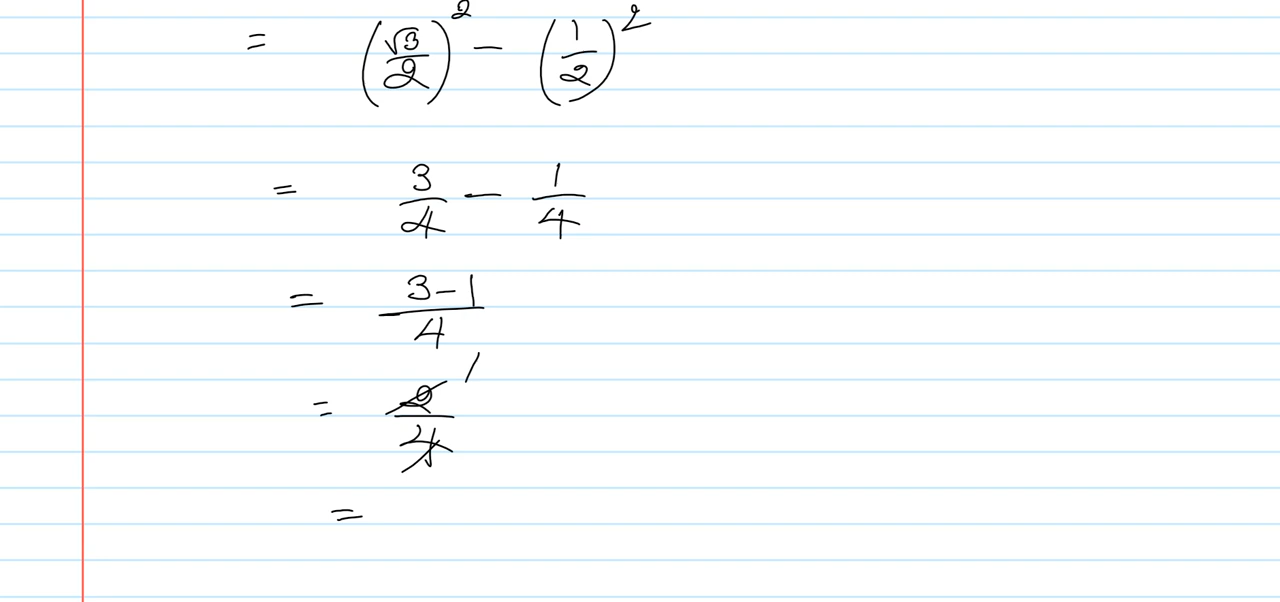 = (√3/2)² - (1/2)²
= 3/4 - 1/4
= (3-1)/4
= 2/4 1
=